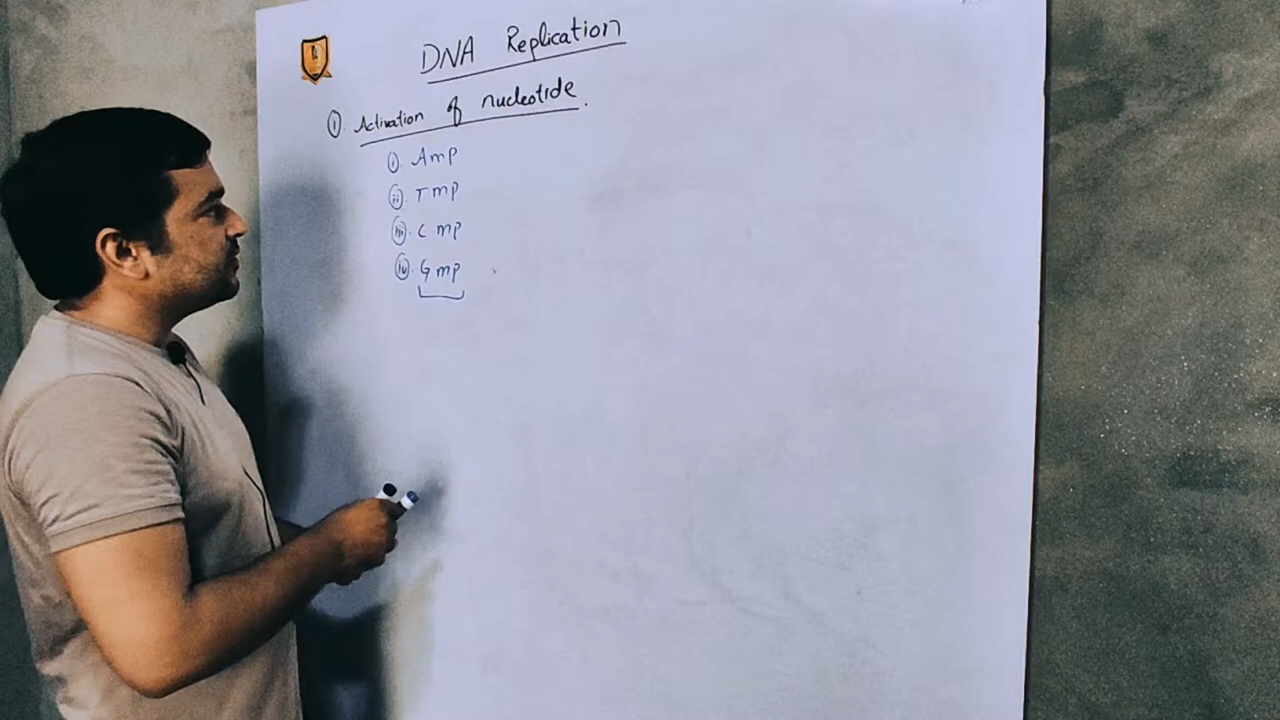 DNA Replication
① Activation of nucleotide.
ⓘ. Amp
ⓘⓘ. Tmp
ⓘⓘⓘ. Cmp
ⓘⓥ. Gmp